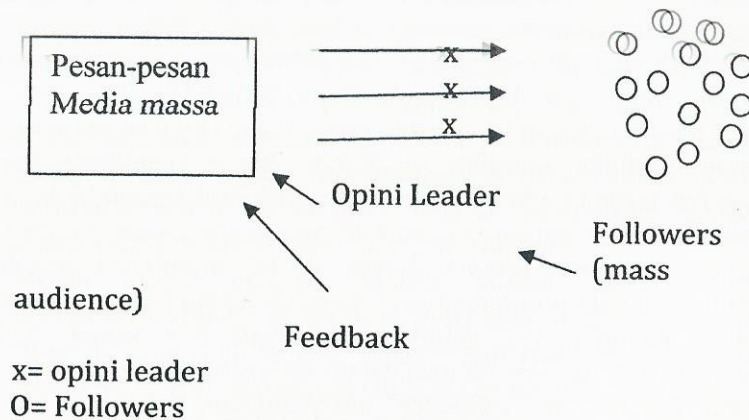 Pesan-pesan
Media massa
x
x
x
Opini Leader
Followers
(mass
audience)
Feedback
x= opini leader
O= Followers